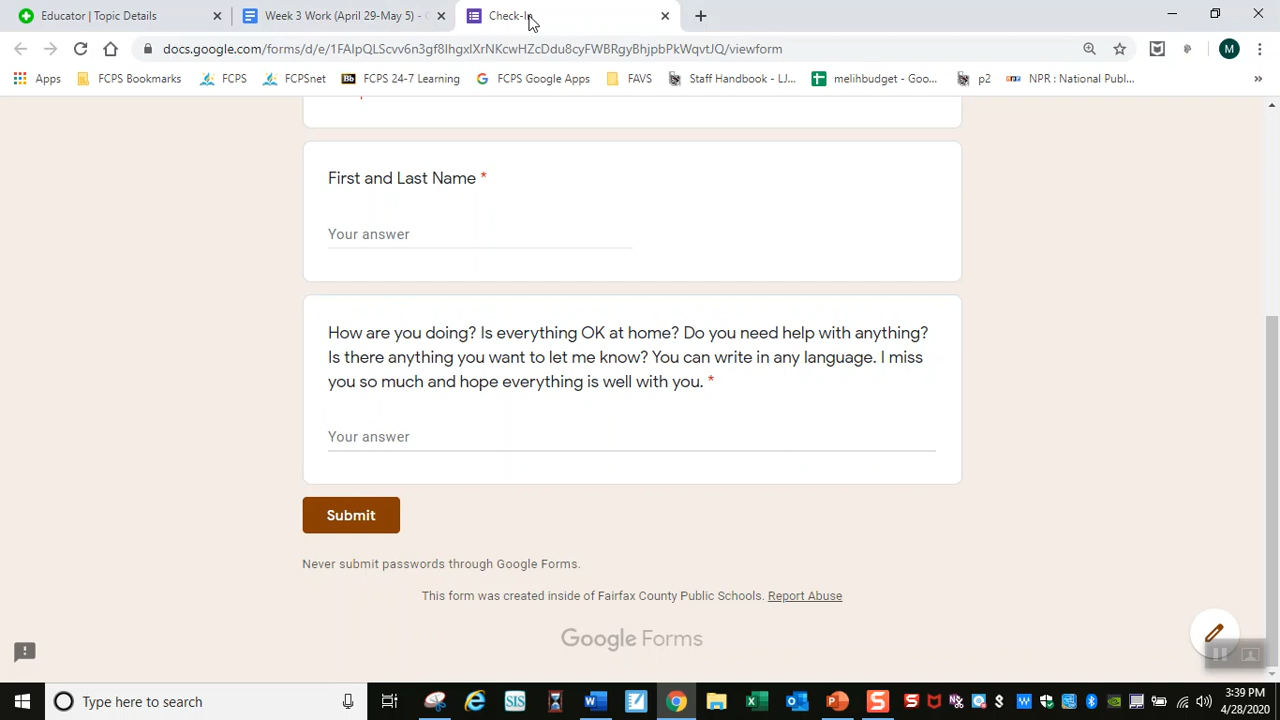 Educator | Topic Details
Week 3 Work (April 29-May 5) -
Check-In
docs.google.com/forms/d/e/1FAIpQLScvv6n3gf8IhgxlXrNKcwHZcDdu8cyFWBRgyBhjpbPkWqvtJQ/viewform
M
Apps
FCPS Bookmarks
FCPS
FCPSnet
Bb
FCPS 24-7 Learning
FCPS Google Apps
FAVS
Staff Handbook - LJ...
melihbudget - Goo...
p2
npr
NPR : National Publ...
»
First and Last Name *
Your answer
How are you doing? Is everything OK at home? Do you need help with anything?
Is there anything you want to let me know? You can write in any language. I miss
you so much and hope everything is well with you. *
Your answer
Submit
Never submit passwords through Google Forms.
This form was created inside of Fairfax County Public Schools. Report Abuse
Google Forms
Type here to search
SIS
3:39 PM
4/28/2020